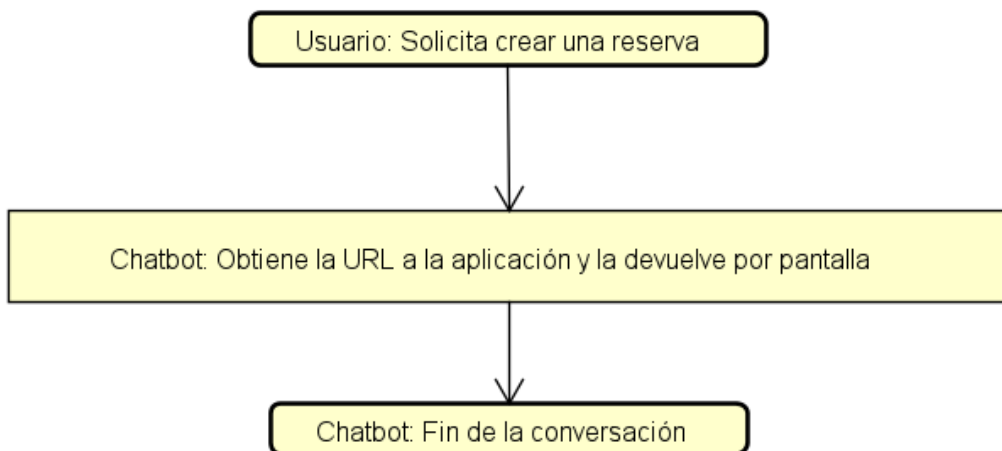 Usuario: Solicita crear una reserva
Chatbot: Obtiene la URL a la aplicación y la devuelve por pantalla
Chatbot: Fin de la conversación